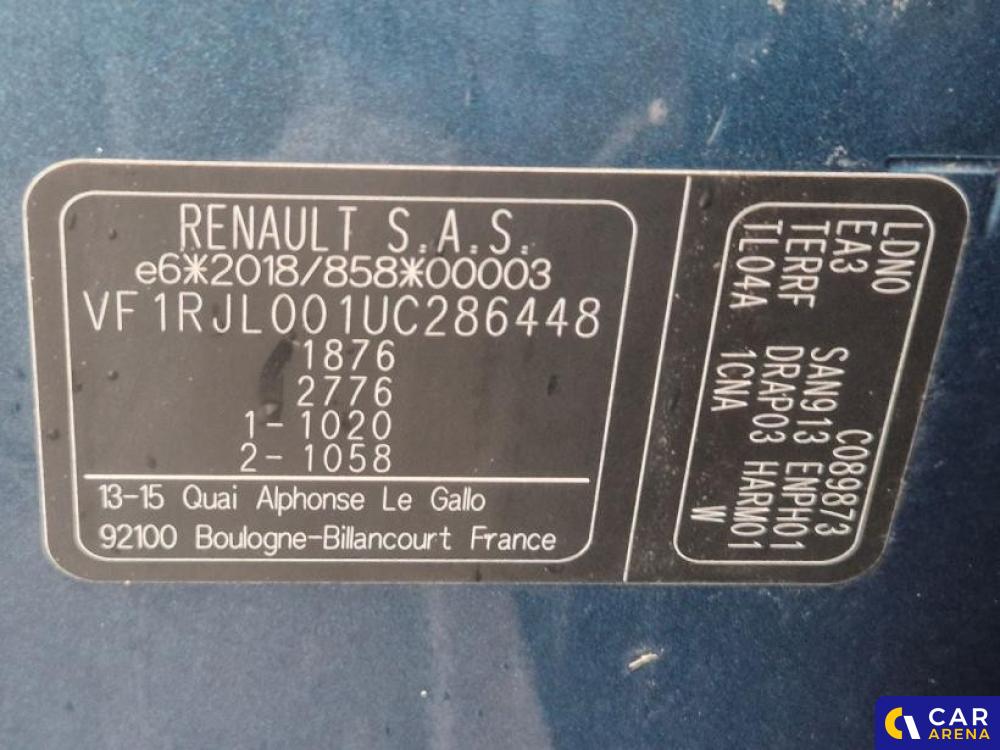 RENAULT S.A.S.
e6*2018/858*00003
VF1RJL001UC286448
1876
2776
1-1020
2-1058
13-15 Quai Alphonse Le Gallo
92100 Boulogne-Billancourt France
LDN0 C089873
EA3 SAN913 ENPH01
TERRF DRAP03 HARM01
TL04A 1CNA W
CAR
ARENA